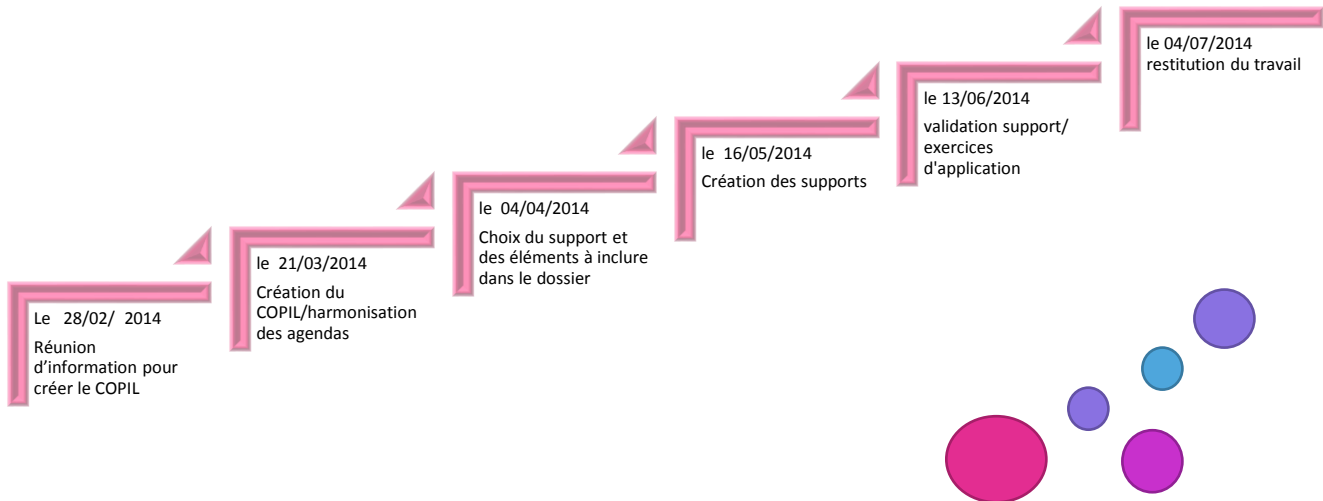 Le 28/02/ 2014
Réunion
d’information pour
créer le COPIL
le 21/03/2014
Création du
COPIL/harmonisation
des agendas
le 04/04/2014
Choix du support et
des éléments à inclure
dans le dossier
le 16/05/2014
Création des supports
le 13/06/2014
validation support/
exercices
d'application
le 04/07/2014
restitution du travail